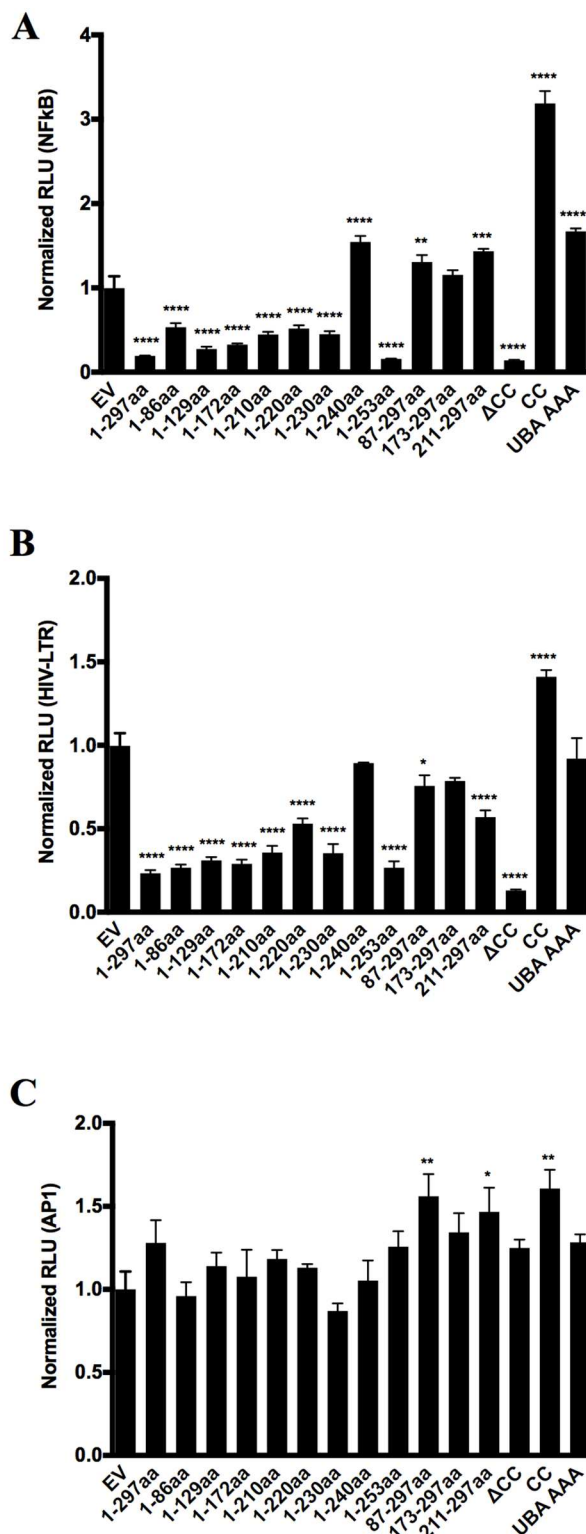 A
Normalized RLU (NFkB)
4
3
2
1
0
**** **** **** **** **** **** **** **** **** ** *** **** **** ****
EV 1-297aa 1-86aa 1-129aa 1-172aa 1-210aa 1-220aa 1-230aa 1-240aa 1-253aa 87-297aa 173-297aa 211-297aa ΔCC CC UBA AAA
B
Normalized RLU (HIV-LTR)
2.0
1.5
1.0
0.5
0.0
**** **** **** **** **** **** **** **** * **** **** ****
EV 1-297aa 1-86aa 1-129aa 1-172aa 1-210aa 1-220aa 1-230aa 1-240aa 1-253aa 87-297aa 173-297aa 211-297aa ΔCC CC UBA AAA
C
Normalized RLU (AP1)
2.0
1.5
1.0
0.5
0.0
** * **
EV 1-297aa 1-86aa 1-129aa 1-172aa 1-210aa 1-220aa 1-230aa 1-240aa 1-253aa 87-297aa 173-297aa 211-297aa ΔCC CC UBA AAA